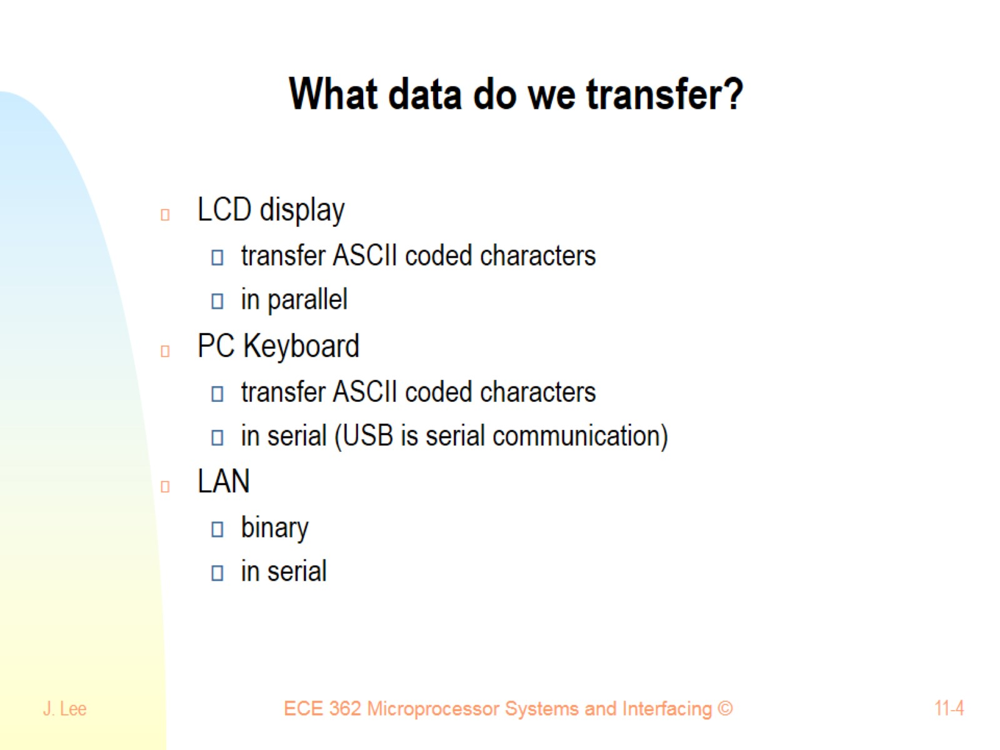 What data do we transfer?
LCD display
transfer ASCII coded characters
in parallel
PC Keyboard
transfer ASCII coded characters
in serial (USB is serial communication)
LAN
binary
in serial
J. Lee
ECE 362 Microprocessor Systems and Interfacing ©
11-4